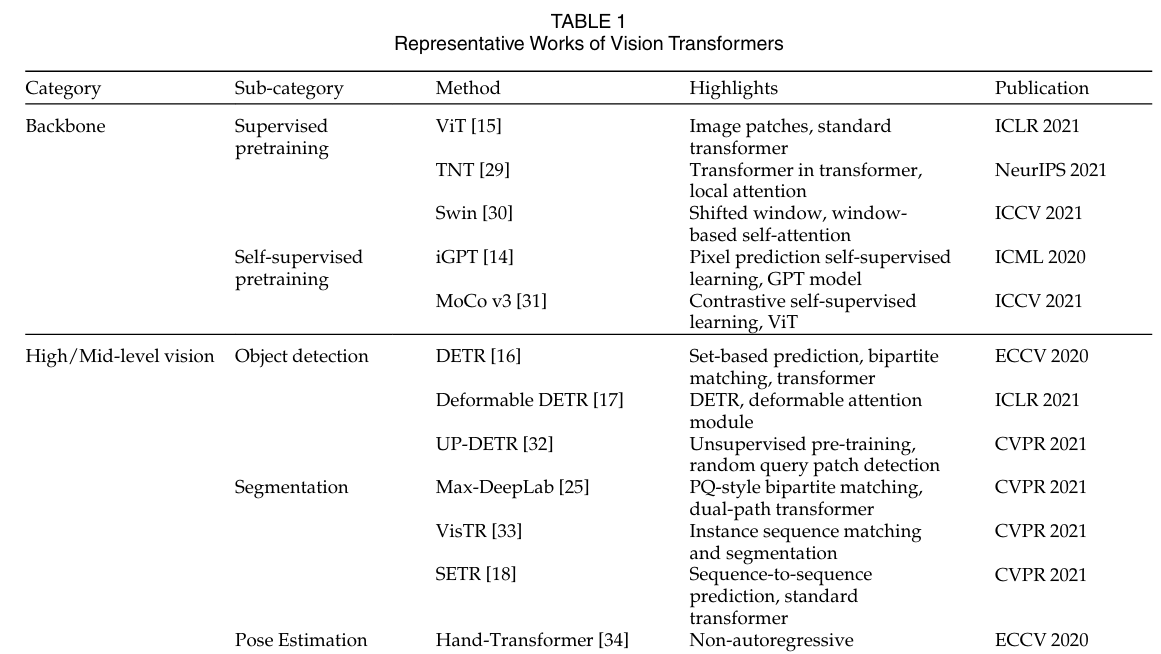 TABLE 1
Representative Works of Vision Transformers
Category Sub-category Method Highlights Publication
Backbone Supervised pretraining ViT [15] Image patches, standard transformer ICLR 2021
TNT [29] Transformer in transformer, local attention NeurIPS 2021
Swin [30] Shifted window, window-based self-attention ICCV 2021
Self-supervised pretraining iGPT [14] Pixel prediction self-supervised learning, GPT model ICML 2020
MoCo v3 [31] Contrastive self-supervised learning, ViT ICCV 2021
High/Mid-level vision Object detection DETR [16] Set-based prediction, bipartite matching, transformer ECCV 2020
Deformable DETR [17] DETR, deformable attention module ICLR 2021
UP-DETR [32] Unsupervised pre-training, random query patch detection CVPR 2021
Segmentation Max-DeepLab [25] PQ-style bipartite matching, dual-path transformer CVPR 2021
VisTR [33] Instance sequence matching and segmentation CVPR 2021
SETR [18] Sequence-to-sequence prediction, standard transformer CVPR 2021
Pose Estimation Hand-Transformer [34] Non-autoregressive ECCV 2020